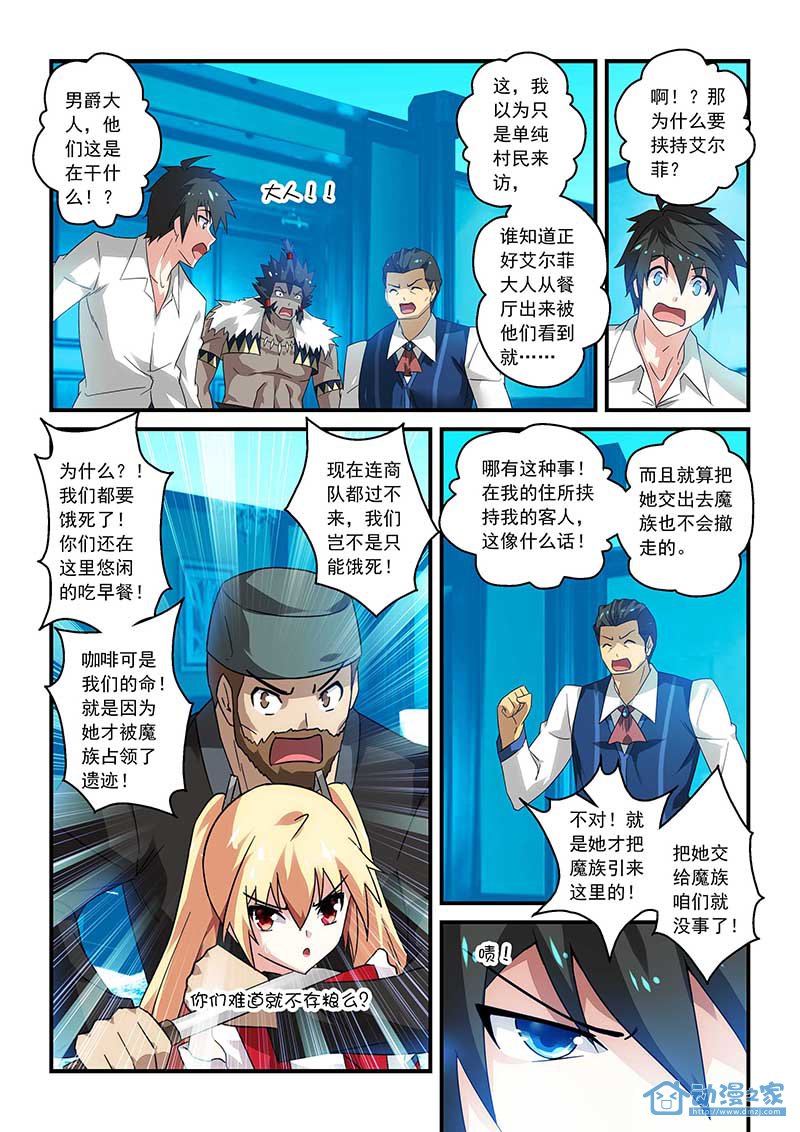 男爵大
人，他
们这是
在干什
么！？
大人！！
这，我
以为只
是单纯
村民来
访，
谁知道正
好艾尔菲
大人从餐
厅出来被
他们看到
就……
啊！？那
为什么要
挟持艾尔
菲？
为什么？！
我们都要
饿死了！
你们还在
这里悠闲
的吃早餐！
现在连商
队都过不
来，我们
岂不是只
能饿死！
咖啡可是
我们的命！
就是因为
她才被魔
族占领了
遗迹！
你们难道就不存粮么？
哪有这种事！
在我的住所挟
持我的客人，
这像什么话！
而且就算把
她交出去魔
族也不会撤
走的。
不对！就
是她才把
魔族引来
这里的！
把她交
给魔族
咱们就
没事了！
啧！
动漫之家
http://www.dmzj.com